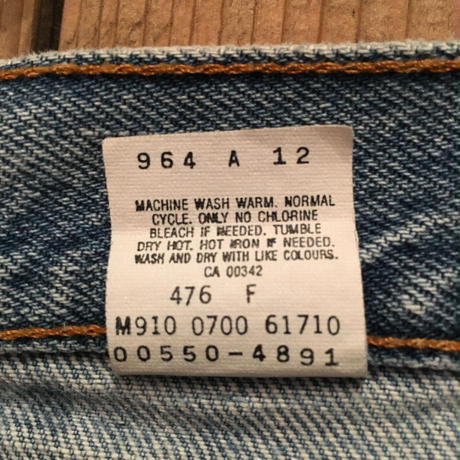 964 A 12
MACHINE WASH WARM. NORMAL
CYCLE. ONLY NO CHLORINE
BLEACH IF NEEDED. TUMBLE
DRY HOT. HOT IRON IF NEEDED.
WASH AND DRY WITH LIKE COLOURS.
CA 00342
476 F
M910 0700 61710
00550-4891